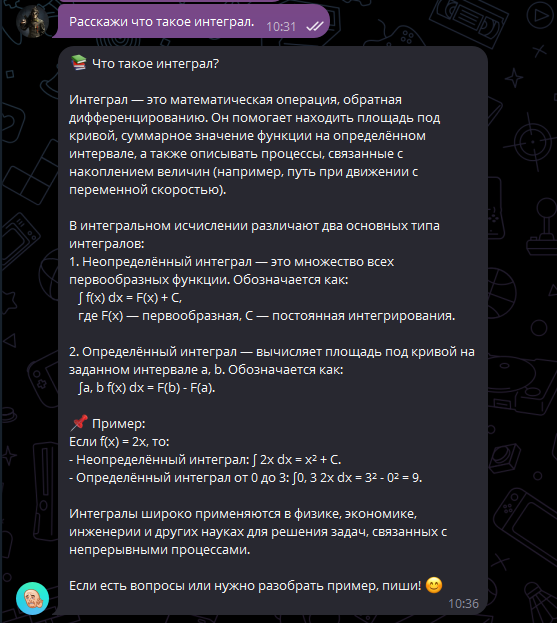 Расскажи что такое интеграл.
10:31
📚 Что такое интеграл?
Интеграл — это математическая операция, обратная
дифференцированию. Он помогает находить площадь под
кривой, суммарное значение функции на определённом
интервале, а также описывать процессы, связанные с
накоплением величин (например, путь при движении с
переменной скоростью).
В интегральном исчислении различают два основных типа
интегралов:
1. Неопределённый интеграл — это множество всех
первообразных функции. Обозначается как:
∫ f(x) dx = F(x) + C,
где F(x) — первообразная, C — постоянная интегрирования.
2. Определённый интеграл — вычисляет площадь под кривой на
заданном интервале a, b. Обозначается как:
∫a, b f(x) dx = F(b) - F(a).
📌 Пример:
Если f(x) = 2x, то:
- Неопределённый интеграл: ∫ 2x dx = x² + C.
- Определённый интеграл от 0 до 3: ∫0, 3 2x dx = 3² - 0² = 9.
Интегралы широко применяются в физике, экономике,
инженерии и других науках для решения задач, связанных с
непрерывными процессами.
Если есть вопросы или нужно разобрать пример, пиши! 😊
10:36